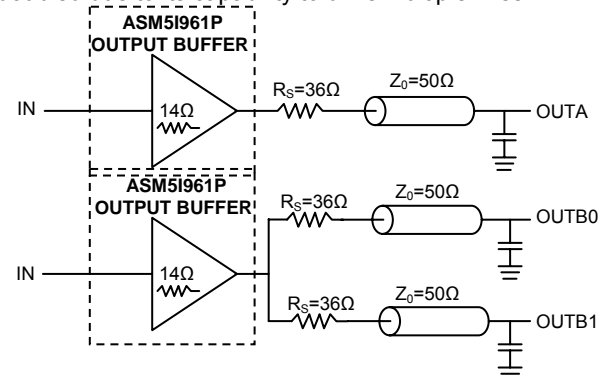 ASM5I961P
OUTPUT BUFFER
IN
14Ω
RS=36Ω
Z0=50Ω
OUTA
ASM5I961P
OUTPUT BUFFER
IN
14Ω
RS=36Ω
Z0=50Ω
OUTB0
RS=36Ω
Z0=50Ω
OUTB1